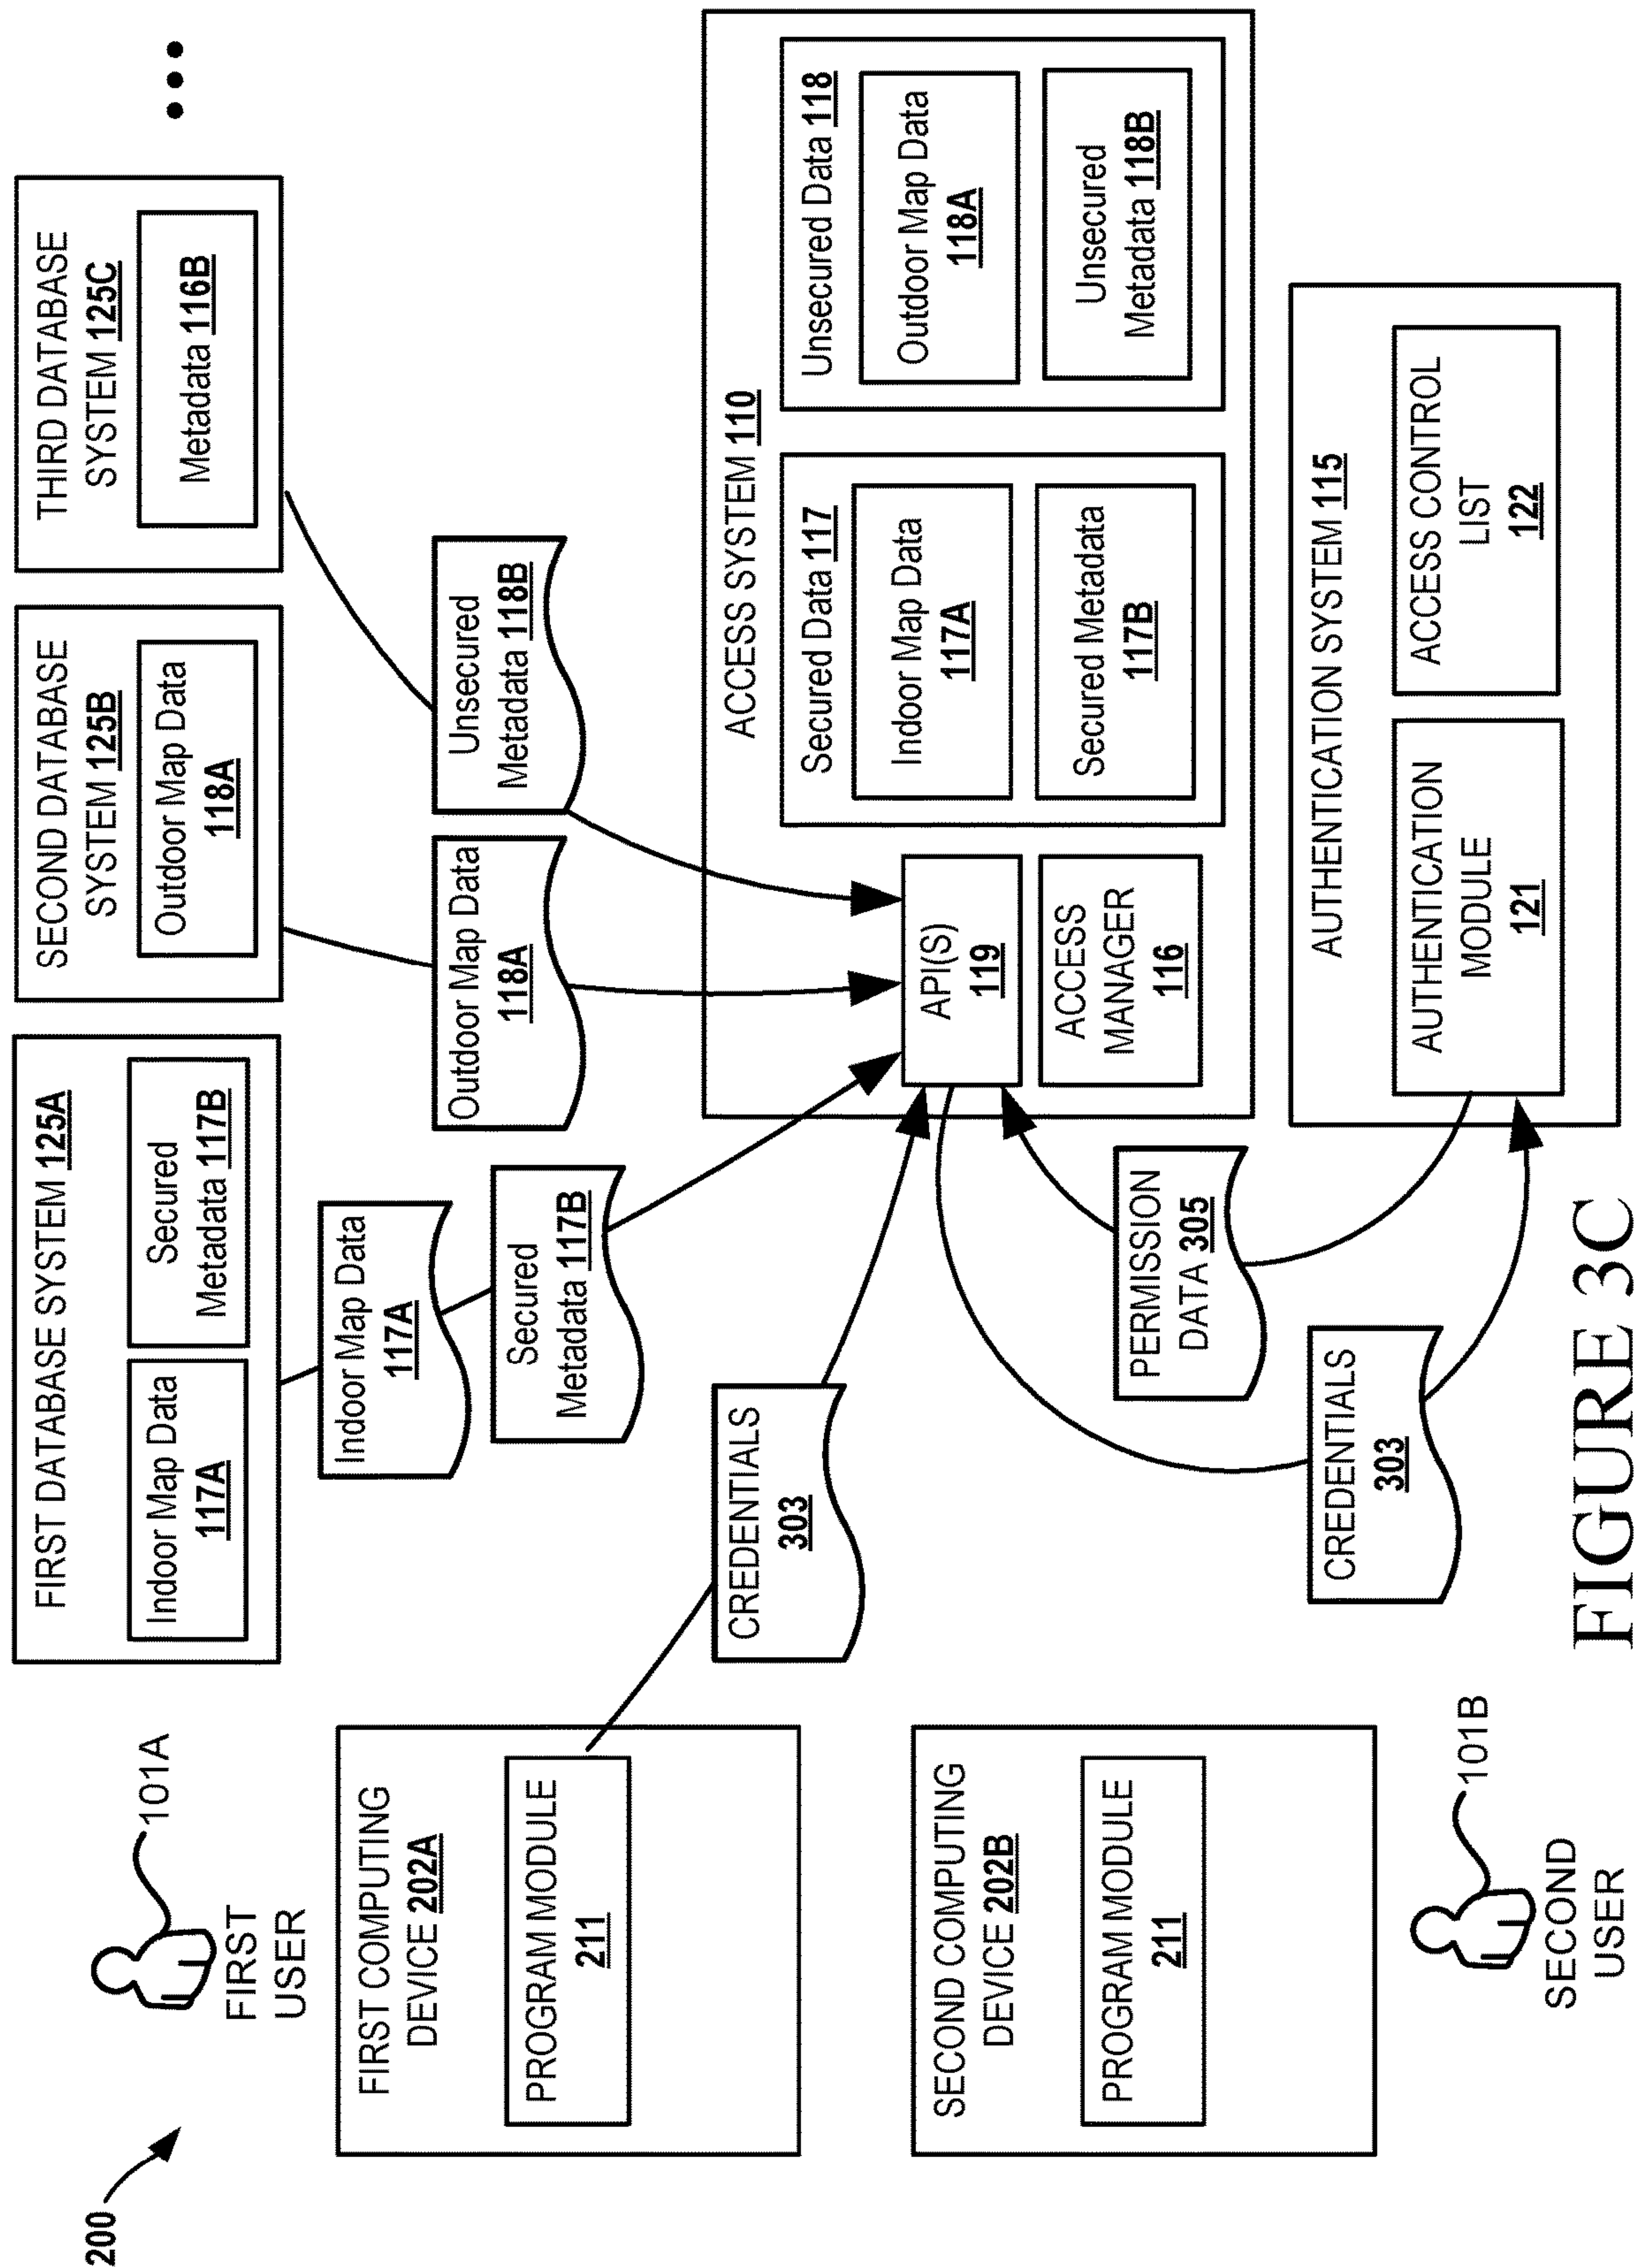 200
101A
FIRST
USER
FIRST DATABASE SYSTEM 125A
Indoor Map Data
117A
Secured
Metadata 117B
SECOND DATABASE
SYSTEM 125B
Outdoor Map Data
118A
THIRD DATABASE
SYSTEM 125C
Metadata 116B
•••
FIRST COMPUTING
DEVICE 202A
PROGRAM MODULE
211
Indoor Map Data
117A
Secured
Metadata 117B
Outdoor Map Data
118A
Unsecured
Metadata 118B
CREDENTIALS
303
ACCESS SYSTEM 110
API(S)
119
ACCESS
MANAGER
116
Secured Data 117
Indoor Map Data
117A
Secured Metadata
117B
Unsecured Data 118
Outdoor Map Data
118A
Unsecured
Metadata 118B
SECOND COMPUTING
DEVICE 202B
PROGRAM MODULE
211
PERMISSION
DATA 305
CREDENTIALS
303
AUTHENTICATION SYSTEM 115
AUTHENTICATION
MODULE
121
ACCESS CONTROL
LIST
122
101B
SECOND
USER
FIGURE 3C